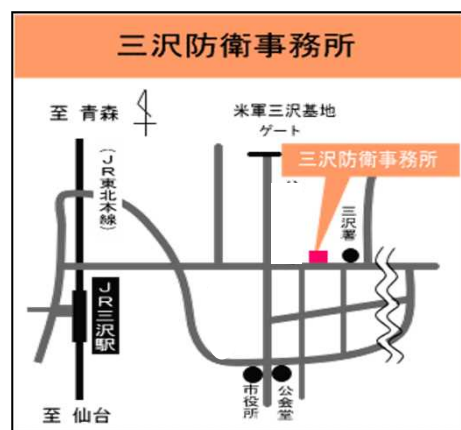 三沢防衛事務所
至 青森
米軍三沢基地
ゲート
三沢防衛事務所
(JR東北本線)
三沢署
JR三沢駅
市役所
公会堂
至 仙台